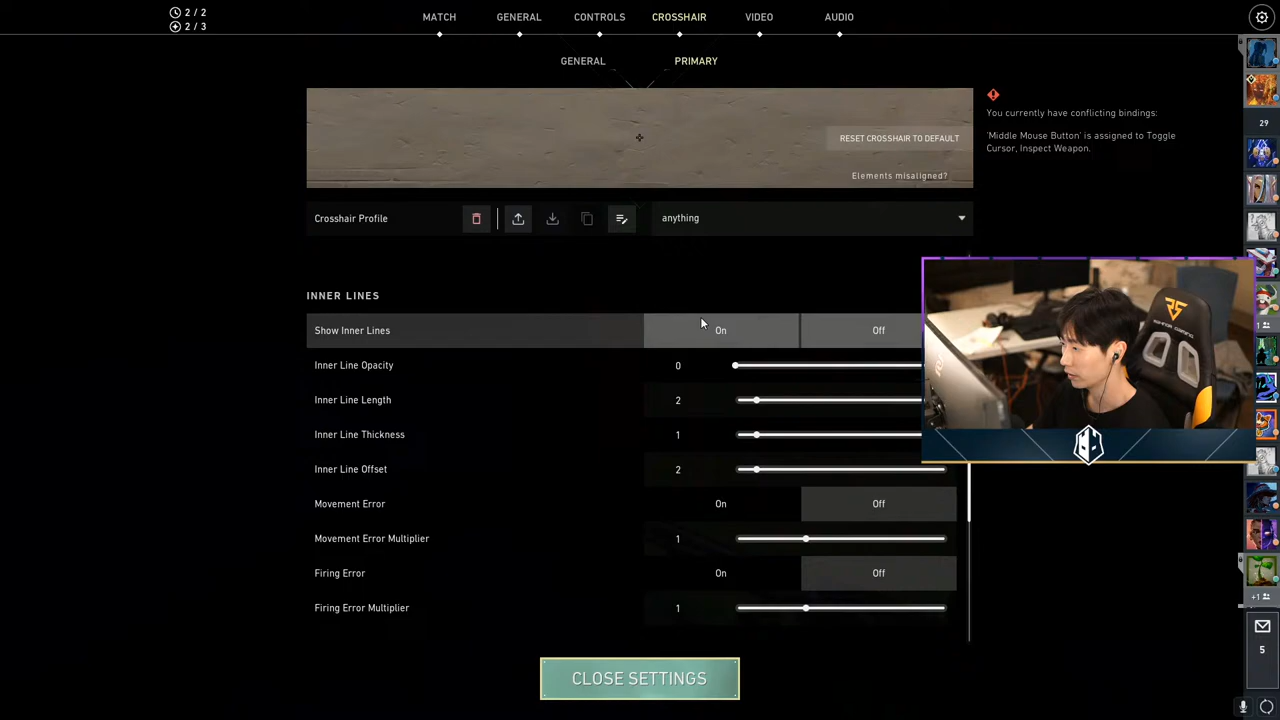 2 / 2
2 / 3
MATCH
GENERAL
CONTROLS
CROSSHAIR
VIDEO
AUDIO
GENERAL
PRIMARY
RESET CROSSHAIR TO DEFAULT
Elements misaligned?
You currently have conflicting bindings:
'Middle Mouse Button' is assigned to Toggle
Cursor, Inspect Weapon.
Crosshair Profile
anything
INNER LINES
Show Inner Lines On Off
Inner Line Opacity 0
Inner Line Length 2
Inner Line Thickness 1
Inner Line Offset 2
Movement Error On Off
Movement Error Multiplier 1
Firing Error On Off
Firing Error Multiplier 1
CLOSE SETTINGS
29
1
+1
5